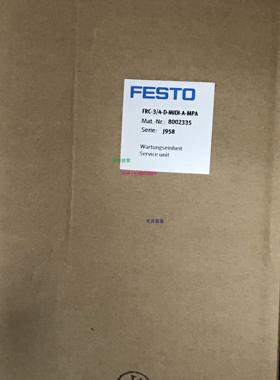 FESTO
FRC-3/4-D-MIDI-A-MPA
Mat.-Nr.: 8002335
Serie: J958
Wartungseinheit
Service unit